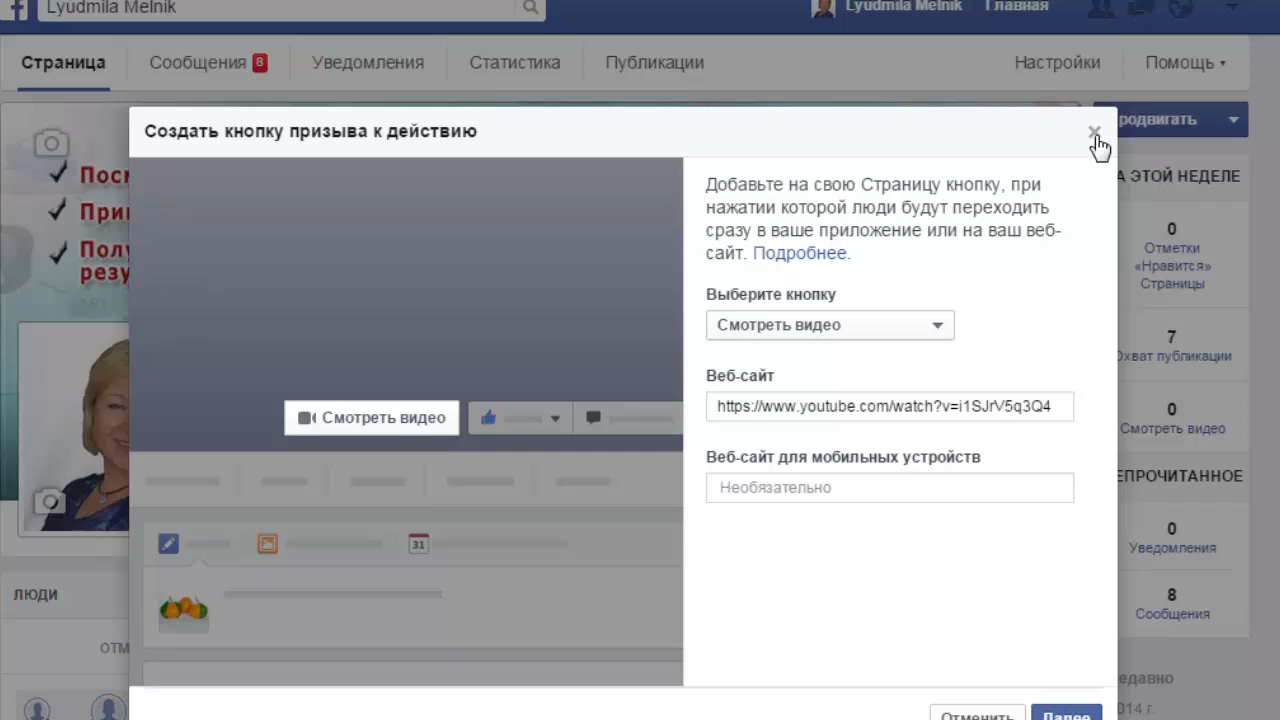 Lyudmila Melnik
Lyudmila Melnik
Главная
Страница
Сообщения 8
Уведомления
Статистика
Публикации
Настройки
Помощь
Создать кнопку призыва к действию
Добавьте на свою Страницу кнопку, при
нажатии которой люди будут переходить
сразу в ваше приложение или на ваш веб-
сайт. Подробнее.
Выберите кнопку
Смотреть видео
Веб-сайт
https://www.youtube.com/watch?v=i1SJrV5q3Q4
Веб-сайт для мобильных устройств
Необязательно
Отменить
Далее
Смотреть видео
31
родвигать
А ЭТОЙ НЕДЕЛЕ
0
Отметки
«Нравится»
Страницы
7
Охват публикации
0
Смотреть видео
ЕПРОЧИТАННОЕ
0
Уведомления
8
Сообщения
едавно
014 г.
Пос
При
Полу
резу
ЛЮДИ
ОТМ